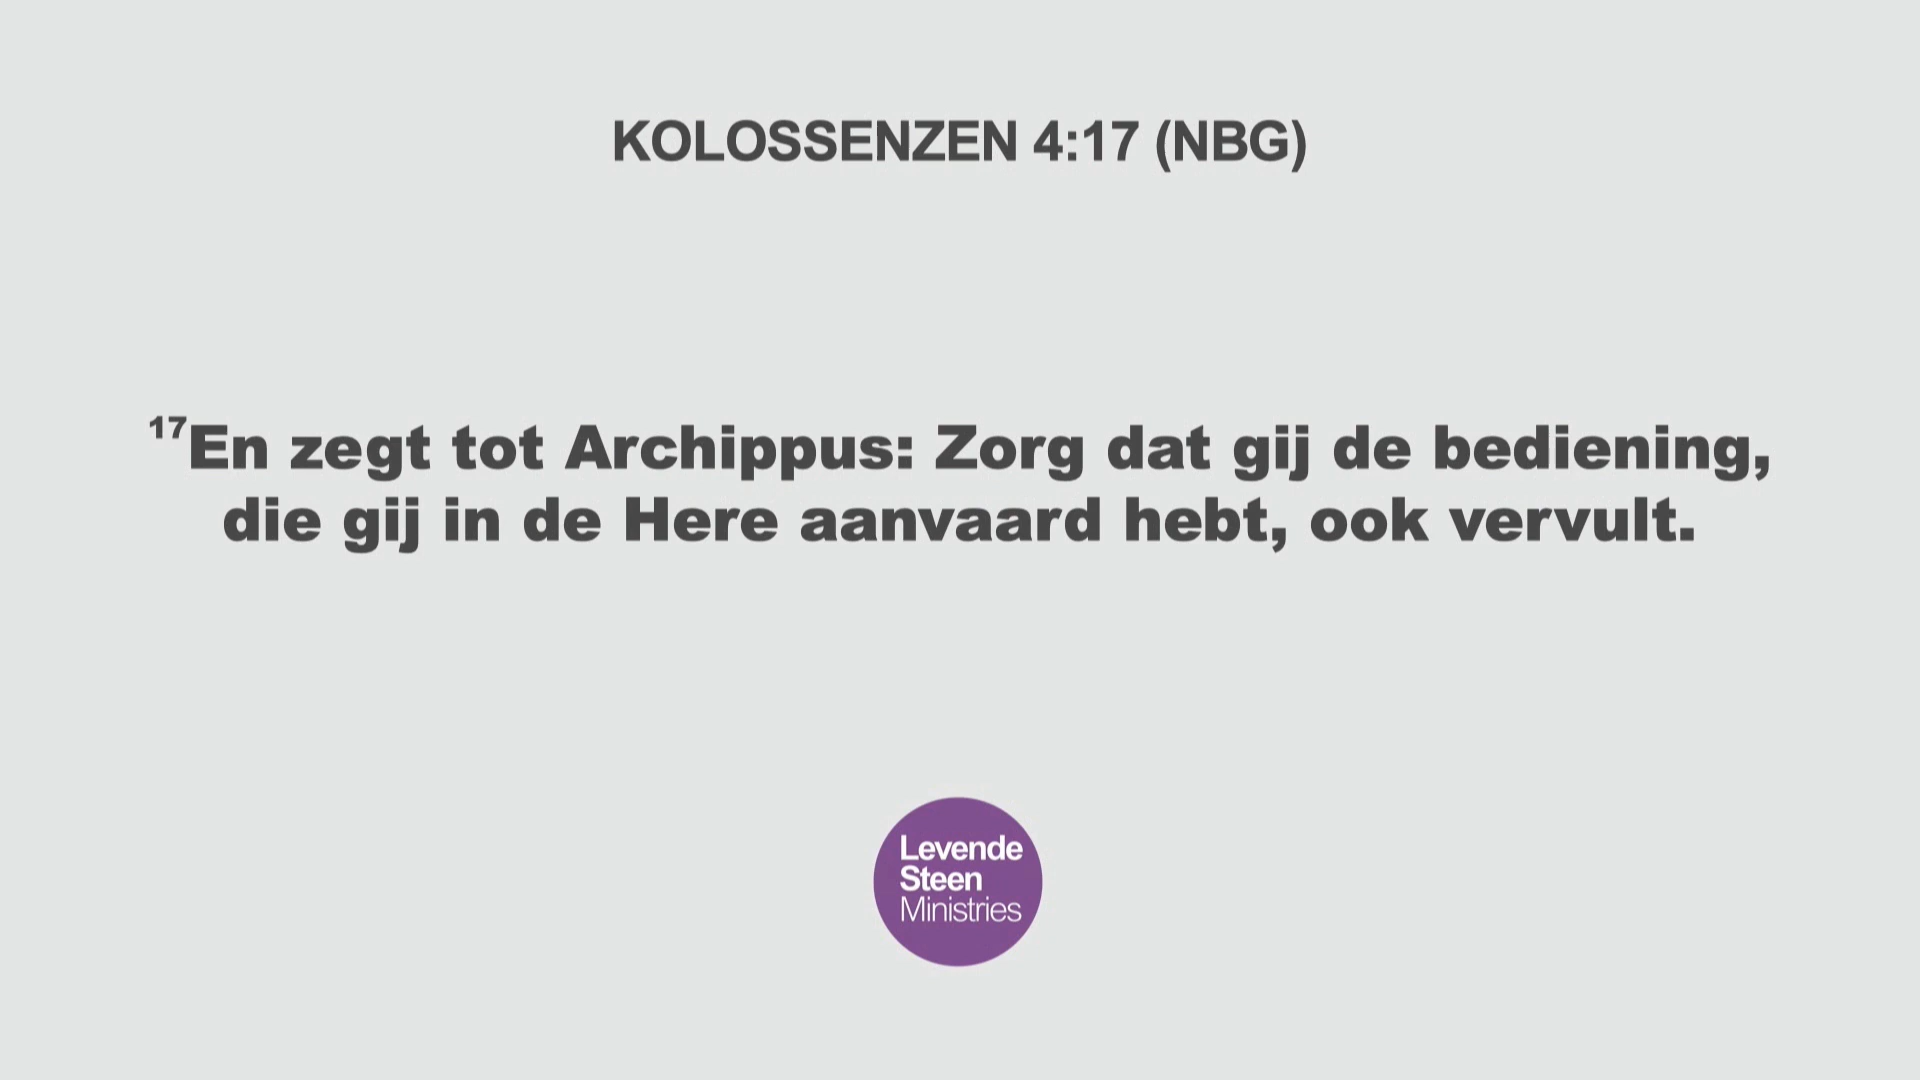 KOLOSSENZEN 4:17 (NBG)
¹⁷En zegt tot Archippus: Zorg dat gij de bediening,
die gij in de Here aanvaard hebt, ook vervult.
Levende
Steen
Ministries